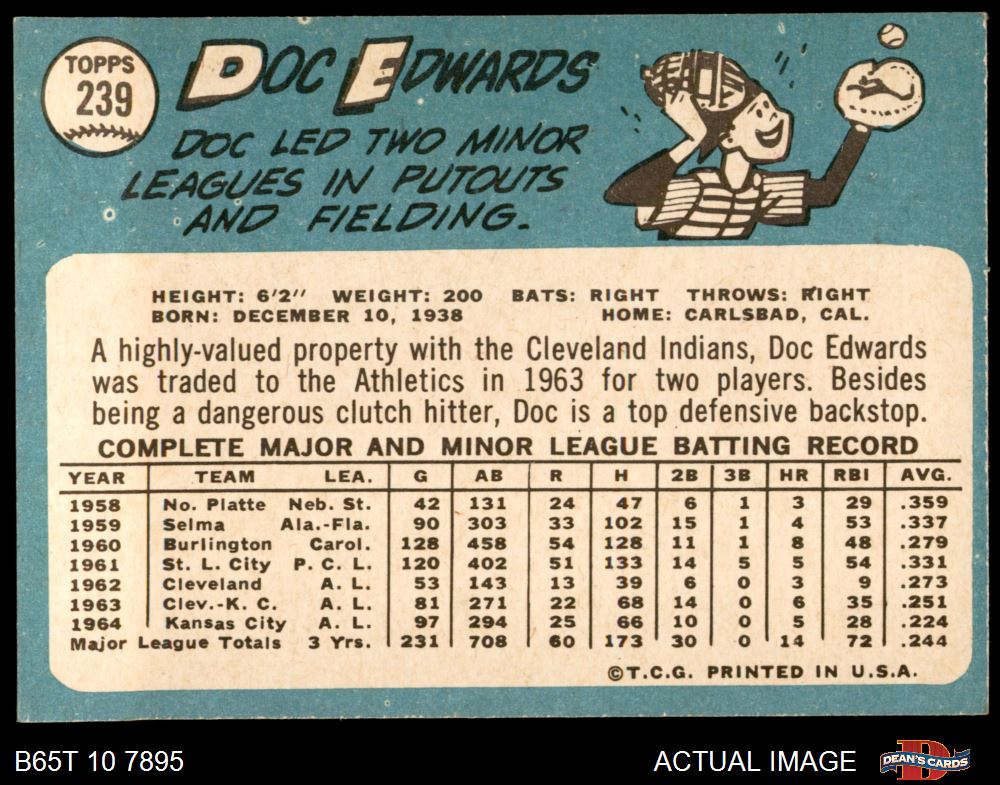 TOPPS
239
DOC EDWARDS
DOC LED TWO MINOR
LEAGUES IN PUTOUTS
AND FIELDING.
HEIGHT: 6'2" WEIGHT: 200 BATS: RIGHT THROWS: RIGHT
BORN: DECEMBER 10, 1938 HOME: CARLSBAD, CAL.
A highly-valued property with the Cleveland Indians, Doc Edwards
was traded to the Athletics in 1963 for two players. Besides
being a dangerous clutch hitter, Doc is a top defensive backstop.
COMPLETE MAJOR AND MINOR LEAGUE BATTING RECORD
YEAR TEAM LEA. G AB R H 2B 3B HR RBI AVG.
1958 No. Platte Neb. St. 42 131 24 47 6 1 3 29 .359
1959 Selma Ala.-Fla. 90 303 33 102 15 1 4 53 .337
1960 Burlington Carol. 128 458 54 128 11 1 8 48 .279
1961 St. L. City P. C. L. 120 402 51 133 14 5 5 54 .331
1962 Cleveland A. L. 53 143 13 39 6 0 3 9 .273
1963 Clev.-K. C. A. L. 81 271 22 68 14 0 6 35 .251
1964 Kansas City A. L. 97 294 25 66 10 0 5 28 .224
Major League Totals 3 Yrs. 231 708 60 173 30 0 14 72 .244
©T.C.G. PRINTED IN U.S.A.
B65T 10 7895 ACTUAL IMAGE
D
DEAN'S CARDS